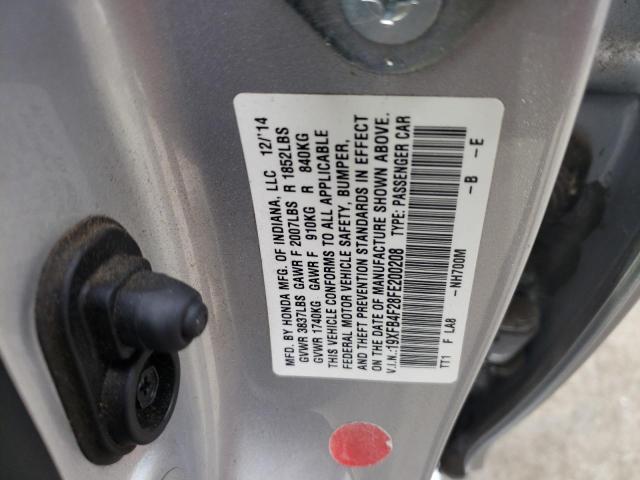 MFD. BY HONDA MFG. OF INDIANA, LLC 12/'14
GVWR 3837LBS GAWR F 2007LBS R 1852LBS
GVWR 1740KG GAWR F 910KG R 840KG
THIS VEHICLE CONFORMS TO ALL APPLICABLE
FEDERAL MOTOR VEHICLE SAFETY, BUMPER,
AND THEFT PREVENTION STANDARDS IN EFFECT
ON THE DATE OF MANUFACTURE SHOWN ABOVE.
V.I.N.:19XFB4F28FE200208 TYPE: PASSENGER CAR
TT1 F LA8 -NH700M -B -E